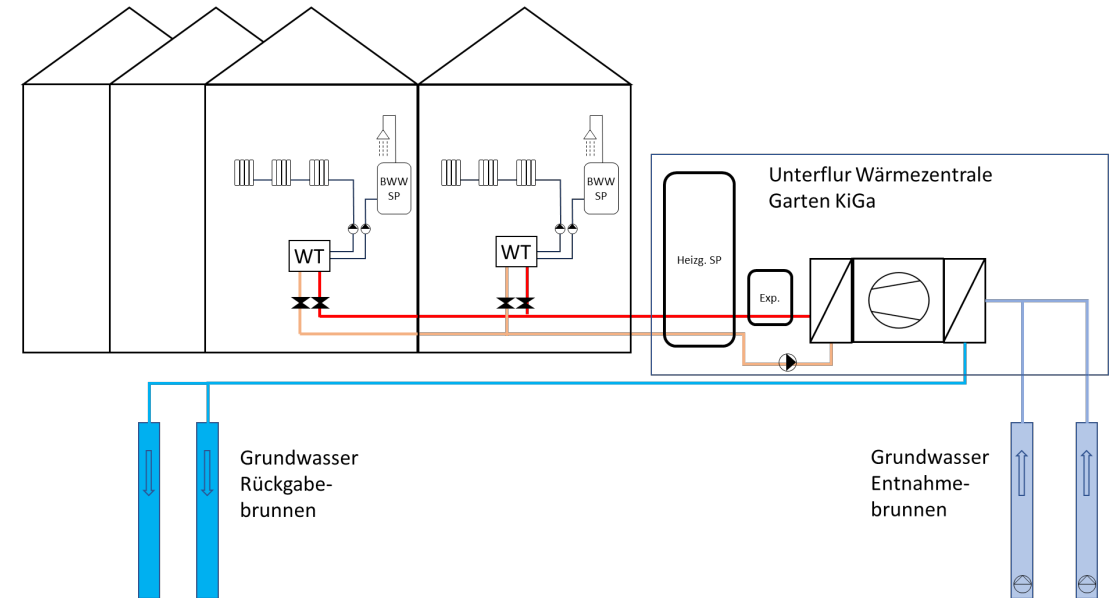 BWW
SP
BWW
SP
Unterflur Wärmezentrale
Garten KiGa
WT
WT
Heizg. SP
Exp.
Grundwasser
Rückgabe-
brunnen
Grundwasser
Entnahme-
brunnen